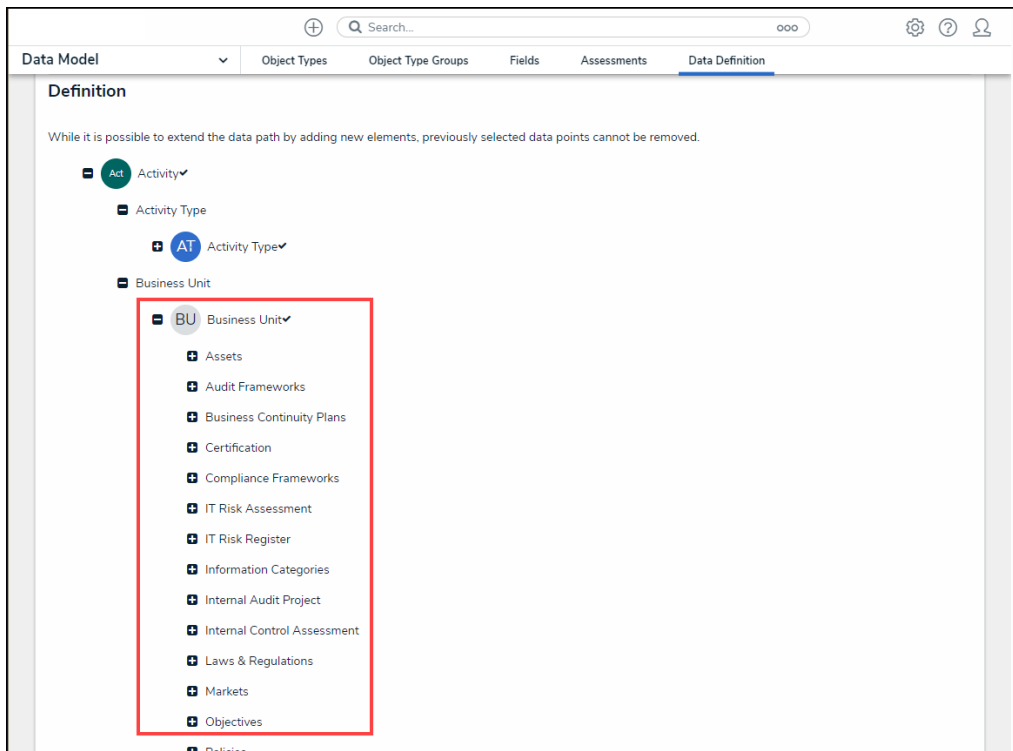 Search...
Data Model Object Types Object Type Groups Fields Assessments Data Definition
Definition
While it is possible to extend the data path by adding new elements, previously selected data points cannot be removed.
Act Activity
Activity Type
AT Activity Type
Business Unit
BU Business Unit
Assets
Audit Frameworks
Business Continuity Plans
Certification
Compliance Frameworks
IT Risk Assessment
IT Risk Register
Information Categories
Internal Audit Project
Internal Control Assessment
Laws & Regulations
Markets
Objectives
Policies